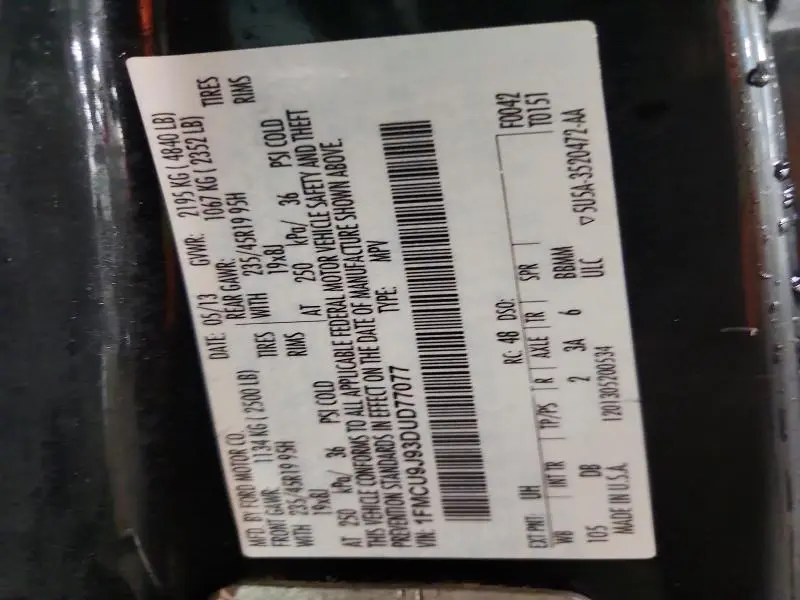 MFD. BY FORD MOTOR CO. DATE: 05/13 GVWR: 2195 KG ( 4840 LB)
FRONT GAWR: 1134 KG ( 2500 LB) REAR GAWR: 1067 KG ( 2352 LB)
WITH 235/45R19 95H TIRES WITH 235/45R19 95H TIRES
19x8J RIMS 19x8J RIMS
AT 250 kPa/ 36 PSI COLD AT 250 kPa/ 36 PSI COLD
THIS VEHICLE CONFORMS TO ALL APPLICABLE FEDERAL MOTOR VEHICLE SAFETY AND THEFT
PREVENTION STANDARDS IN EFFECT ON THE DATE OF MANUFACTURE SHOWN ABOVE.
VIN: 1FMCU9J93DUD77077 TYPE: MPV
F0042
EXT PNT: UH RC: 48 DSO: T0151
WB INT TR TP/PS R AXLE TR SPR
105 DB 2 3A 6 BBMM
MADE IN U.S.A. 1201305200534 ULC ▽5U5A-3520472-AA